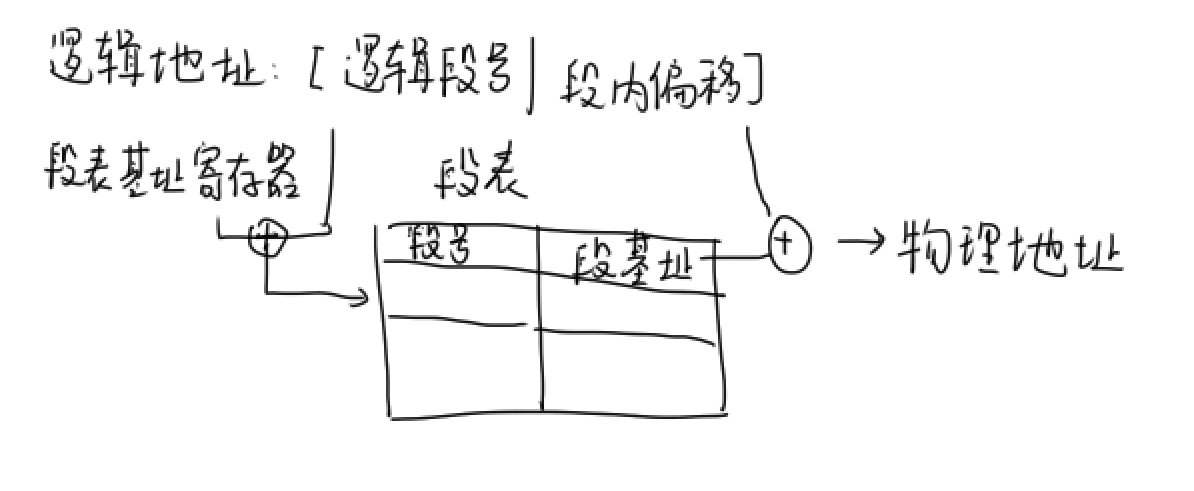 逻辑地址: [逻辑段号|段内偏移]
段表基址寄存器
段表
段号 段基址
+
+ → 物理地址